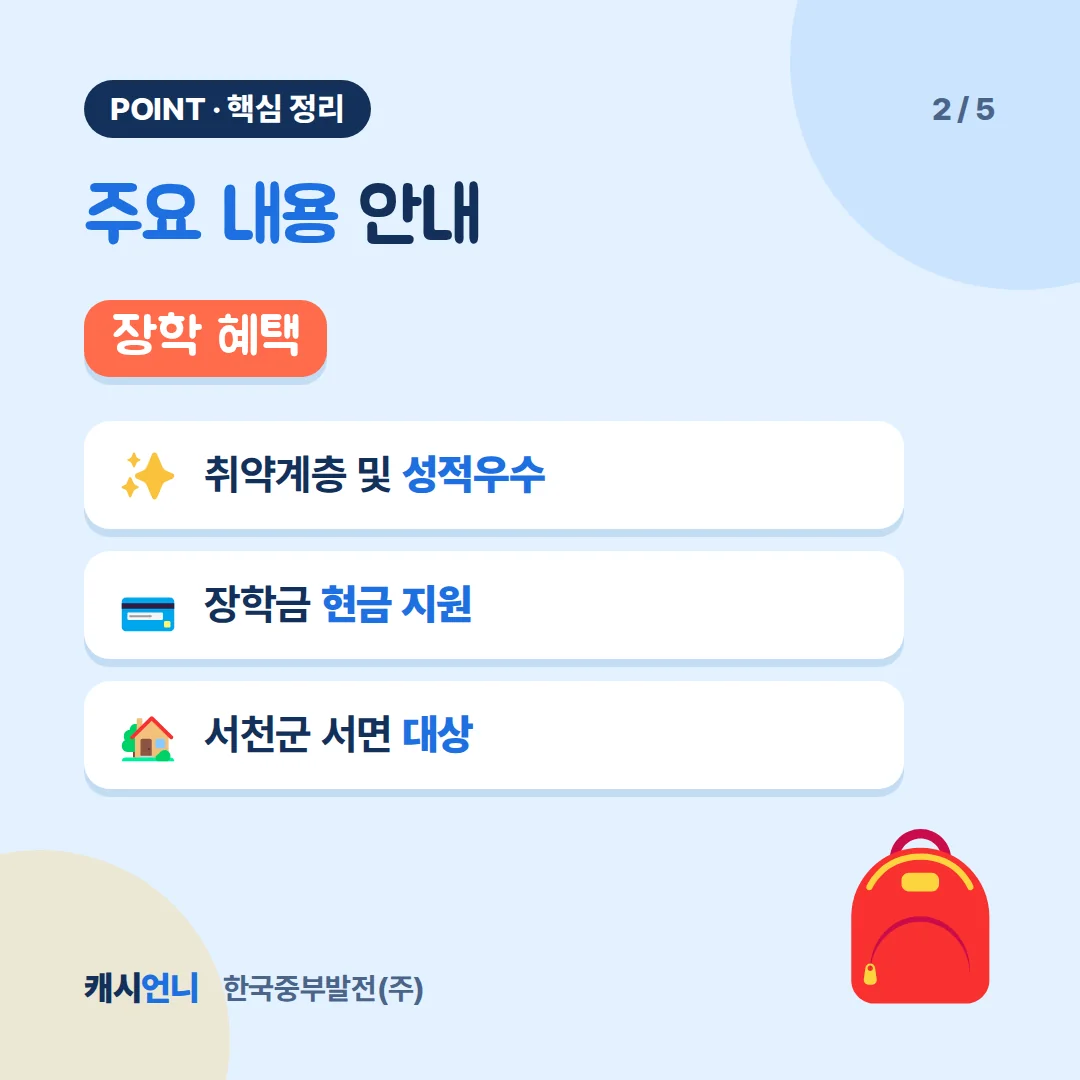 POINT · 핵심 정리
2 / 5
주요 내용 안내
장학 혜택
취약계층 및 성적우수
장학금 현금 지원
서천군 서면 대상
캐시언니 한국중부발전(주)